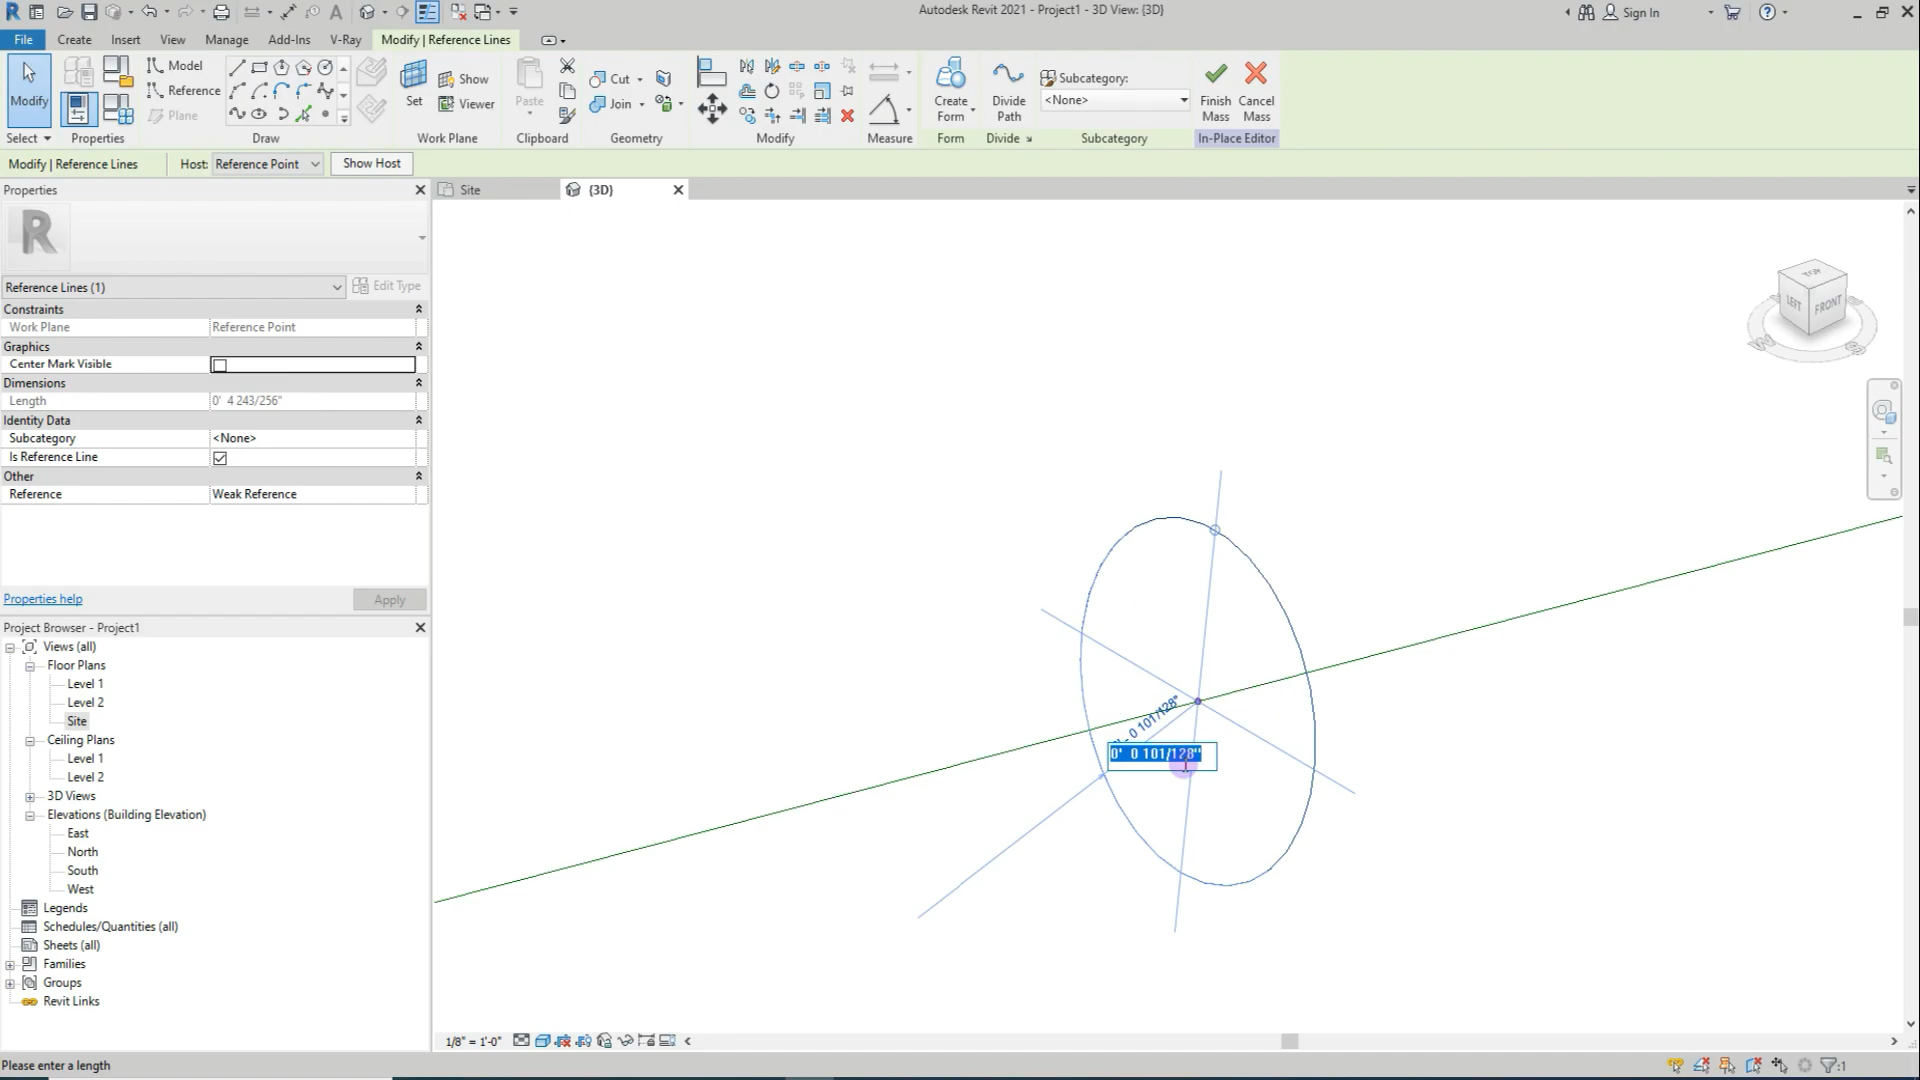 Autodesk Revit 2021 - Project1 - 3D View: {3D}
Sign In
File
Create
Insert
View
Manage
Add-Ins
V-Ray
Modify | Reference Lines
Modify
Model
Reference
Plane
Set
Show
Viewer
Paste
Cut
Join
Create
Form
Divide
Path
Subcategory:
<None>
Finish
Mass
Cancel
Mass
Select
Properties
Draw
Work Plane
Clipboard
Geometry
Modify
Measure
Form
Divide
Subcategory
In-Place Editor
Modify | Reference Lines
Host:
Reference Point
Show Host
Properties
Site
{3D}
R
Reference Lines (1)
Edit Type
Constraints
Work Plane
Reference Point
Graphics
Center Mark Visible
Dimensions
Length
0' 4 243/256"
Identity Data
Subcategory
<None>
Is Reference Line
Other
Reference
Weak Reference
Properties help
Apply
Project Browser - Project1
Views (all)
Floor Plans
Level 1
Level 2
Site
Ceiling Plans
Level 1
Level 2
3D Views
Elevations (Building Elevation)
East
North
South
West
Legends
Schedules/Quantities (all)
Sheets (all)
Families
Groups
Revit Links
TOP
LEFT
FRONT
W
S
0 101/128"
0' 0 101/128"
1/8" = 1'-0"
Please enter a length
:1